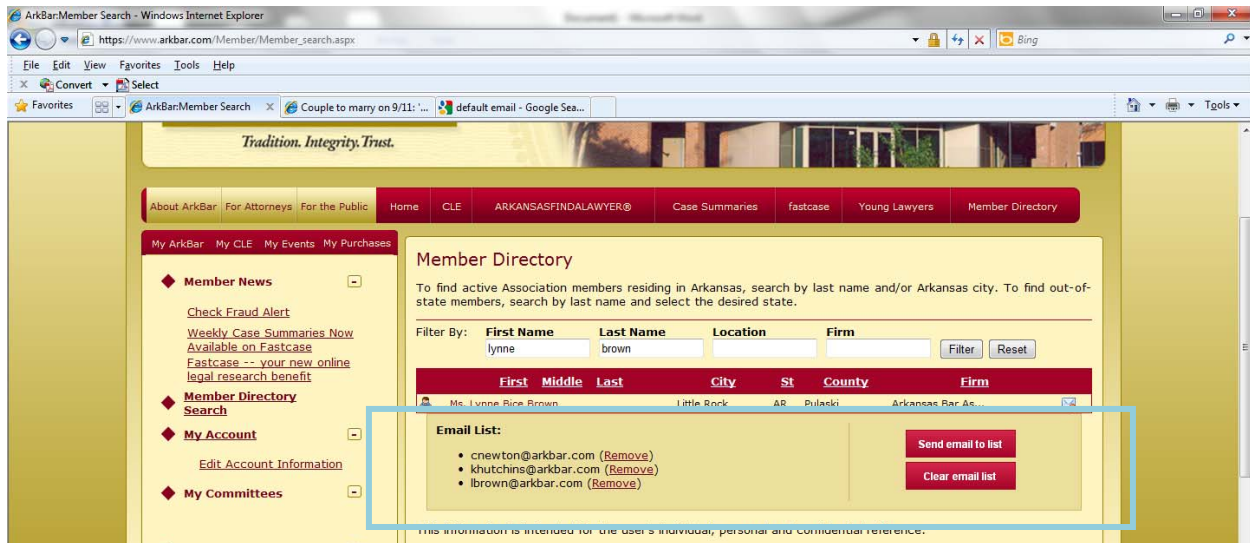 ArkBar:Member Search - Windows Internet Explorer
https://www.arkbar.com/Member/Member_search.aspx
Bing
File Edit View Favorites Tools Help
X Convert Select
Favorites ArkBar:Member Search X Couple to marry on 9/11: '... default email - Google Sea... Tools
Tradition. Integrity. Trust.
About ArkBar For Attorneys For the Public Home CLE ARKANSASFINDALAWYER® Case Summaries fastcase Young Lawyers Member Directory
My ArkBar My CLE My Events My Purchases
Member News
Check Fraud Alert
Weekly Case Summaries Now
Available on Fastcase
Fastcase -- your new online
legal research benefit
Member Directory
Search
My Account
Edit Account Information
My Committees
Member Directory
To find active Association members residing in Arkansas, search by last name and/or Arkansas city. To find out-of-
state members, search by last name and select the desired state.
Filter By: First Name Last Name Location Firm
lynne brown Filter Reset
First Middle Last City St County Firm
Ms. Lynne Bice Brown Little Rock AR Pulaski Arkansas Bar As...
Email List:
• cnewton@arkbar.com (Remove)
• khutchins@arkbar.com (Remove)
• lbrown@arkbar.com (Remove)
Send email to list
Clear email list
This information is intended for the user's individual, personal and confidential reference.